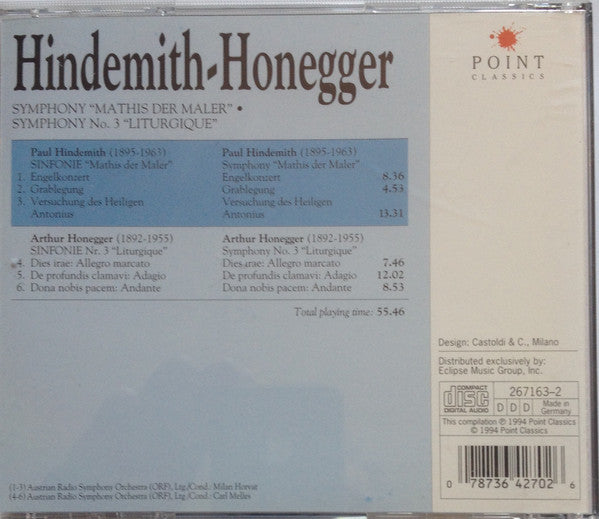 Hindemith-Honegger
SYMPHONY "MATHIS DER MALER" •
SYMPHONY No. 3 "LITURGIQUE"
POINT
CLASSICS
Paul Hindemith (1895-1963) Paul Hindemith (1895-1963)
SINFONIE "Mathis der Maler" Symphony "Mathis der Maler"
1. Engelkonzert Engelkonzert 8.36
2. Grablegung Grablegung 4.53
3. Versuchung des Heiligen Versuchung des Heiligen
Antonius Antonius 13.31
Arthur Honegger (1892-1955) Arthur Honegger (1892-1955)
SINFONIE Nr. 3 "Liturgique" Symphony No. 3 "Liturgique"
4. Dies irae: Allegro marcato Dies irae: Allegro marcato 7.46
5. De profundis clamavi: Adagio De profundis clamavi: Adagio 12.02
6. Dona nobis pacem: Andante Dona nobis pacem: Andante 8.53
Total playing time: 55.46
(1-3) Austrian Radio Symphony Orchestra (ORF), Ltg./Cond.: Milan Horvat
(4-6) Austrian Radio Symphony Orchestra (ORF), Ltg./Cond.: Carl Melles
Design: Castoldi & C., Milano
Distributed exclusively by:
Eclipse Music Group, Inc.
COMPACT
disc
DIGITAL AUDIO
267163-2
D D D
Made in
Germany
This compilation ℗ 1994 Point Classics
© 1994 Point Classics
0 78736 42702 6